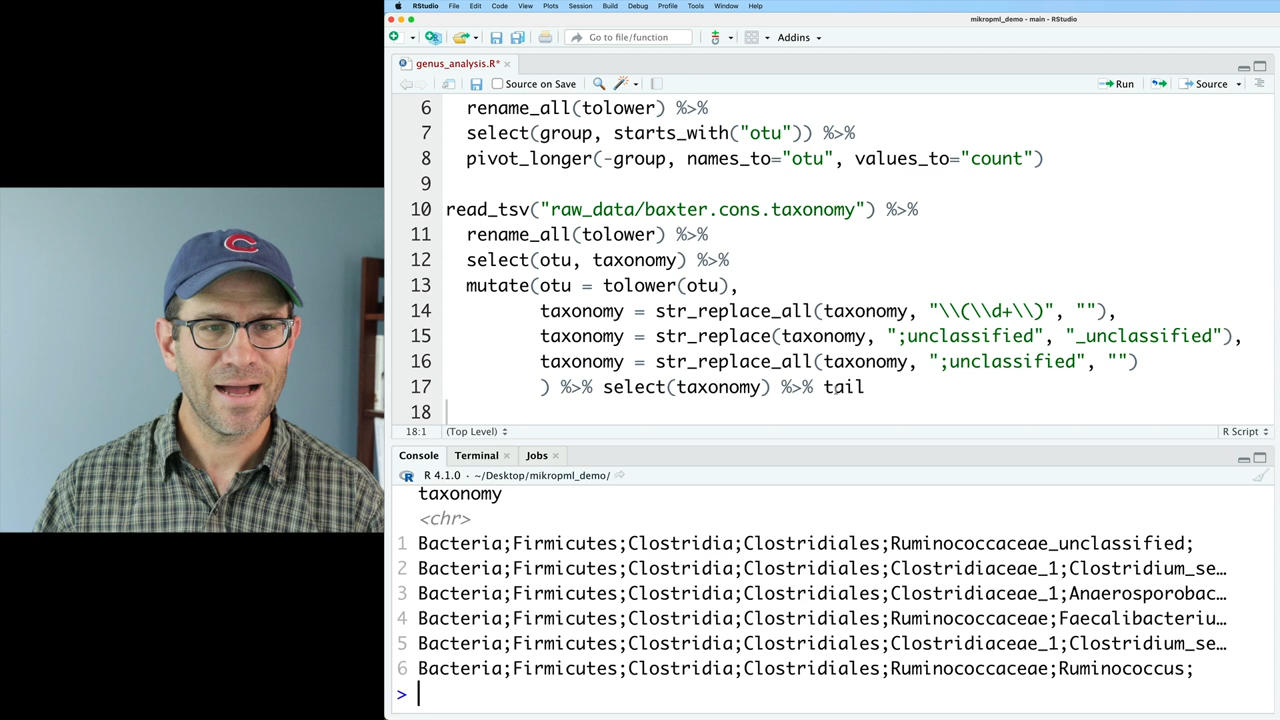 RStudio File Edit Code View Plots Session Build Debug Profile Tools Window Help
mikropml_demo - main - RStudio
Go to file/function Addins
genus_analysis.R*
Source on Save Run Source
6 rename_all(tolower) %>%
7 select(group, starts_with("otu")) %>%
8 pivot_longer(-group, names_to="otu", values_to="count")
9
10 read_tsv("raw_data/baxter.cons.taxonomy") %>%
11 rename_all(tolower) %>%
12 select(otu, taxonomy) %>%
13 mutate(otu = tolower(otu),
14 taxonomy = str_replace_all(taxonomy, "\\(\\d+\\)", ""),
15 taxonomy = str_replace(taxonomy, ";unclassified", "_unclassified"),
16 taxonomy = str_replace_all(taxonomy, ";unclassified", "")
17 ) %>% select(taxonomy) %>% tail
18
18:1 (Top Level) R Script
Console Terminal Jobs
R 4.1.0 · ~/Desktop/mikropml_demo/
taxonomy
<chr>
1 Bacteria;Firmicutes;Clostridia;Clostridiales;Ruminococcaceae_unclassified;
2 Bacteria;Firmicutes;Clostridia;Clostridiales;Clostridiaceae_1;Clostridium_se…
3 Bacteria;Firmicutes;Clostridia;Clostridiales;Clostridiaceae_1;Anaerosporobac…
4 Bacteria;Firmicutes;Clostridia;Clostridiales;Ruminococcaceae;Faecalibacteriu…
5 Bacteria;Firmicutes;Clostridia;Clostridiales;Clostridiaceae_1;Clostridium_se…
6 Bacteria;Firmicutes;Clostridia;Clostridiales;Ruminococcaceae;Ruminococcus;
>
C